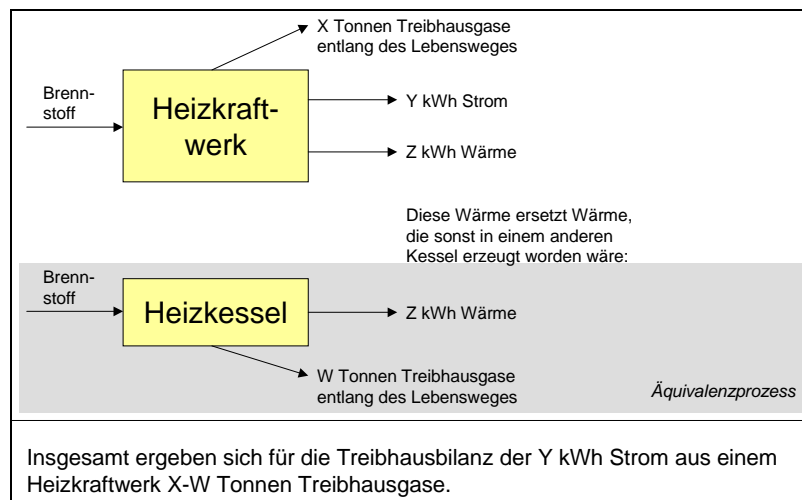 X Tonnen Treibhausgase
entlang des Lebensweges
Brenn-
stoff
Heizkraft-
werk
Y kWh Strom
Z kWh Wärme
Diese Wärme ersetzt Wärme,
die sonst in einem anderen
Kessel erzeugt worden wäre:
Brenn-
stoff
Heizkessel
Z kWh Wärme
W Tonnen Treibhausgase
entlang des Lebensweges
Äquivalenzprozess
Insgesamt ergeben sich für die Treibhausbilanz der Y kWh Strom aus einem
Heizkraftwerk X-W Tonnen Treibhausgase.